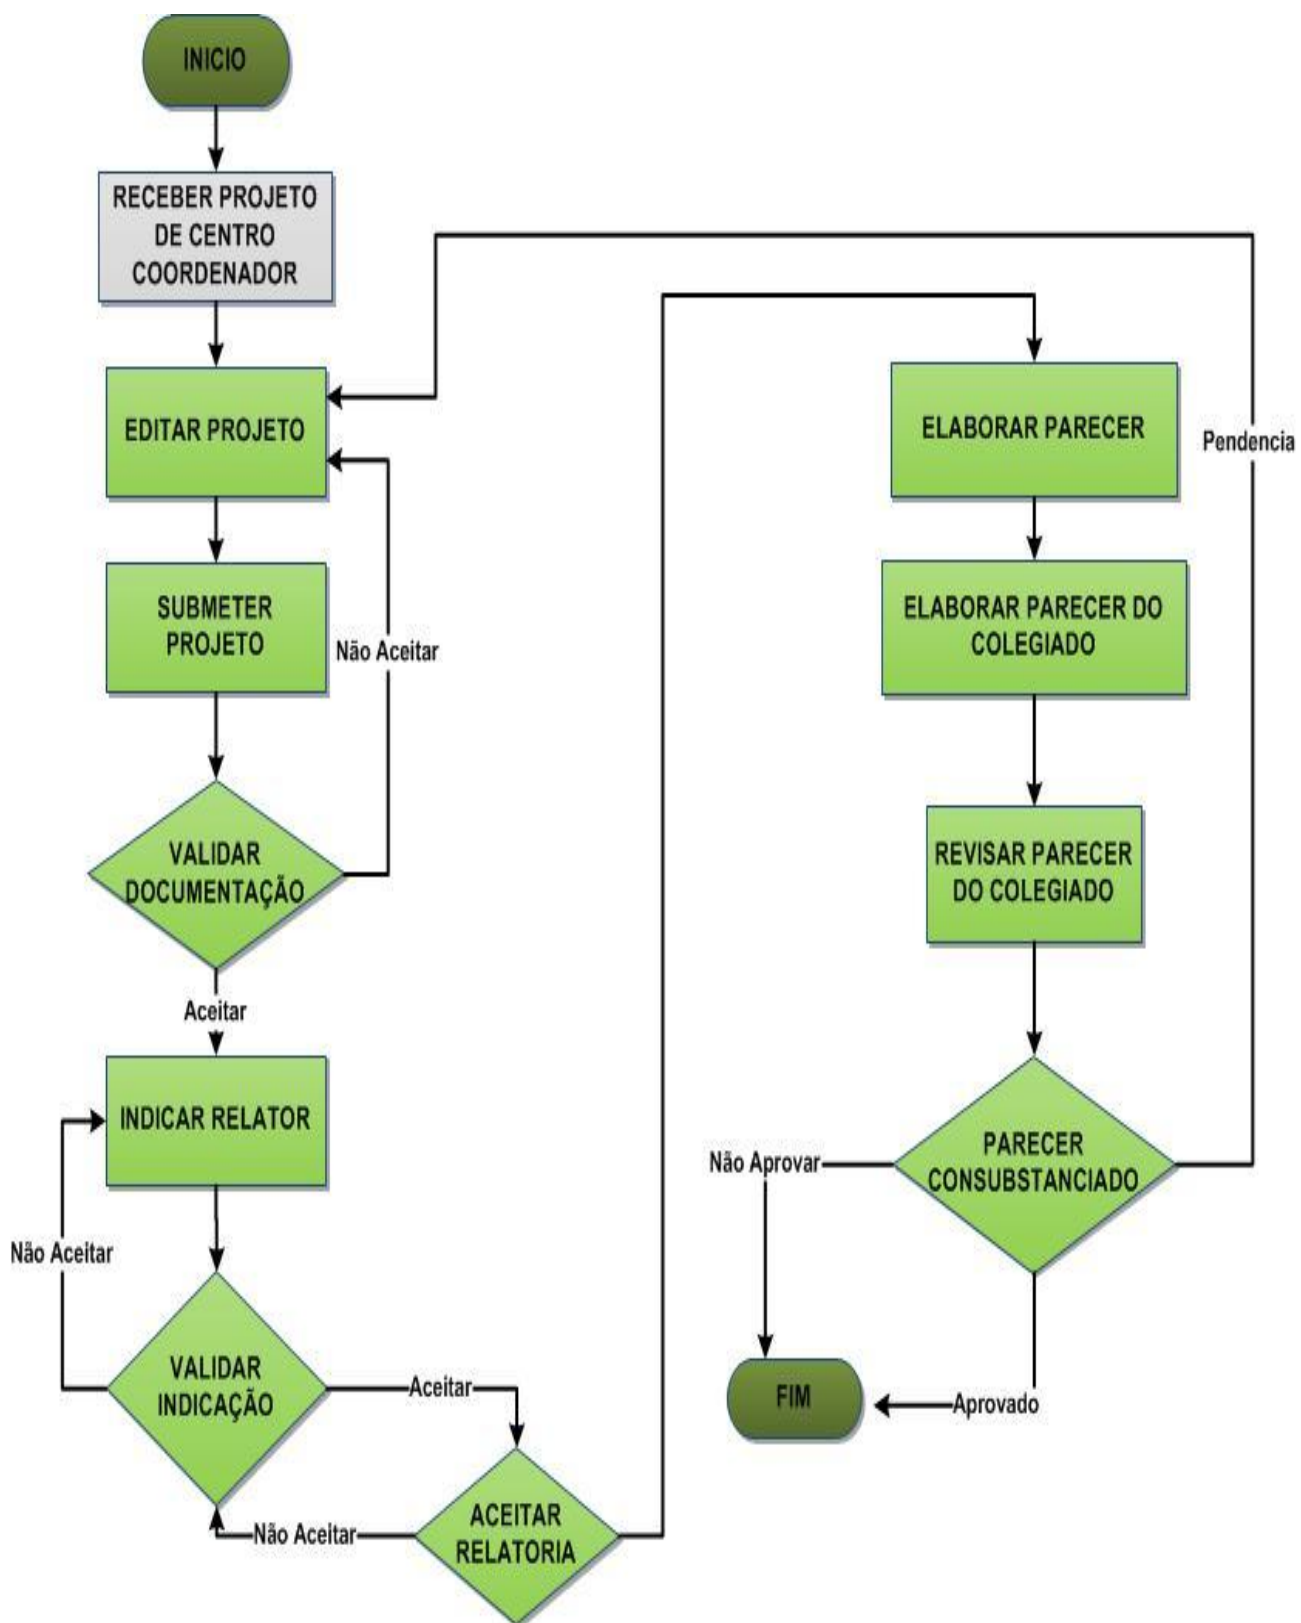 INICIO
RECEBER PROJETO
DE CENTRO
COORDENADOR
EDITAR PROJETO
SUBMETER
PROJETO
Não Aceitar
VALIDAR
DOCUMENTAÇÃO
Aceitar
INDICAR RELATOR
Não Aceitar
VALIDAR
INDICAÇÃO
Aceitar
Não Aceitar
ACEITAR
RELATORIA
ELABORAR PARECER
Pendencia
ELABORAR PARECER DO
COLEGIADO
REVISAR PARECER
DO COLEGIADO
Não Aprovar
PARECER
CONSUBSTANCIADO
FIM
Aprovado